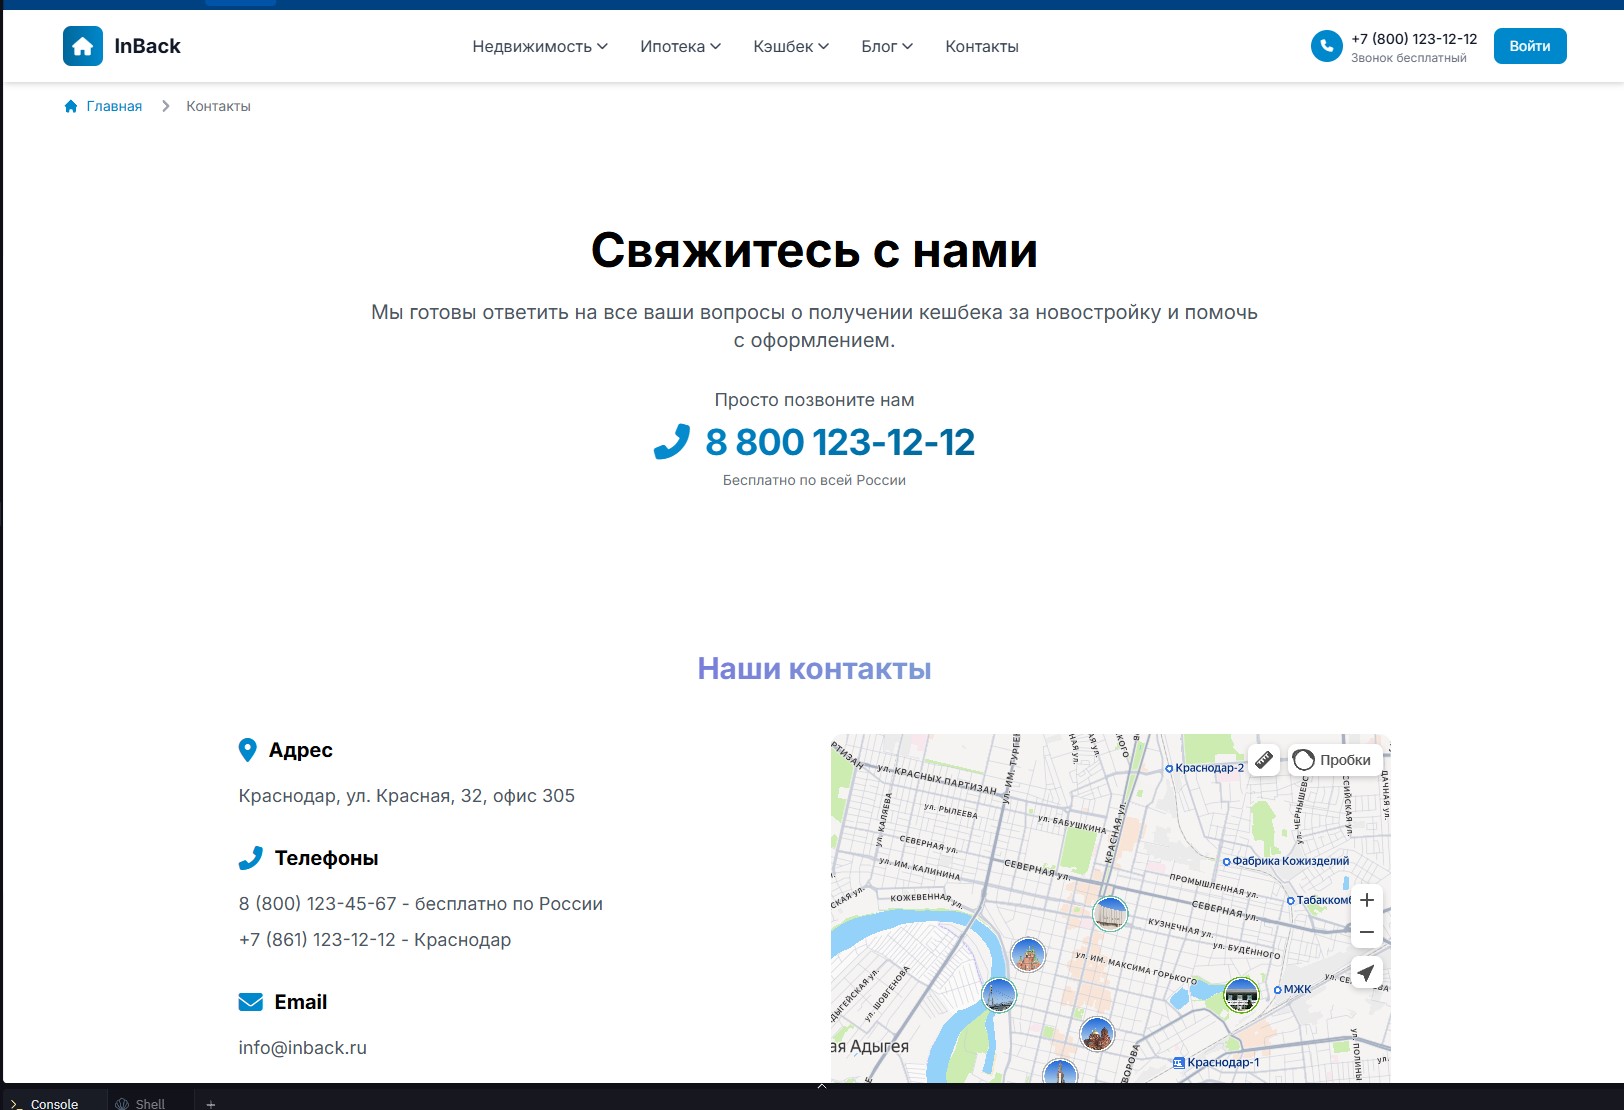 InBack
Недвижимость
Ипотека
Кэшбек
Блог
Контакты
+7 (800) 123-12-12
Звонок бесплатный
Войти
Главная
Контакты
Свяжитесь с нами
Мы готовы ответить на все ваши вопросы о получении кешбека за новостройку и помочь
с оформлением.
Просто позвоните нам
8 800 123-12-12
Бесплатно по всей России
Наши контакты
Адрес
Краснодар, ул. Красная, 32, офис 305
Телефоны
8 (800) 123-45-67 - бесплатно по России
+7 (861) 123-12-12 - Краснодар
Email
info@inback.ru
Пробки
Краснодар-2
ул. КРАСНЫХ ПАРТИЗАН
ул. РЫЛЕЕВА
ул. БАБУШКИНА
ул. КАЛЯЕВА
КРАСНАЯ ул.
СЕВЕРНАЯ ул.
ул. ИМ. КАЛИНИНА
СЕВЕРНАЯ ул.
Фабрика Кожизделий
ПРОМЫШЛЕННАЯ ул.
КОЖЕВЕННАЯ ул.
СЕВЕРНАЯ ул.
Табакком
КУЗНЕЧНАЯ ул.
ул. БУДЁННОГО
ул. ИМ. МАКСИМА ГОРЬКОГО
ул. ШОВГЕНОВА
МЖК
ая Адыгея
Краснодар-1
Console
Shell